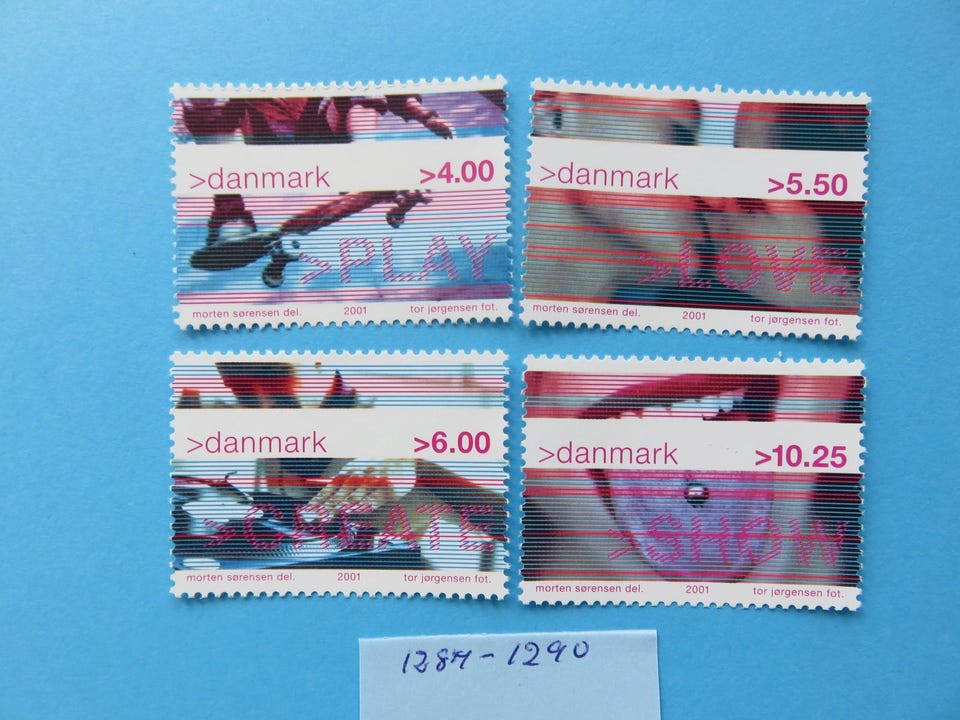 >danmark >4.00
>PLAY
morten sørensen del. 2001 tor jørgensen fot.
>danmark >5.50
>LOVE
morten sørensen del. 2001 tor jørgensen fot.
>danmark >6.00
>CREATE
morten sørensen del. 2001 tor jørgensen fot.
>danmark >10.25
>SHOW
morten sørensen del. 2001 tor jørgensen fot.
1287-1290